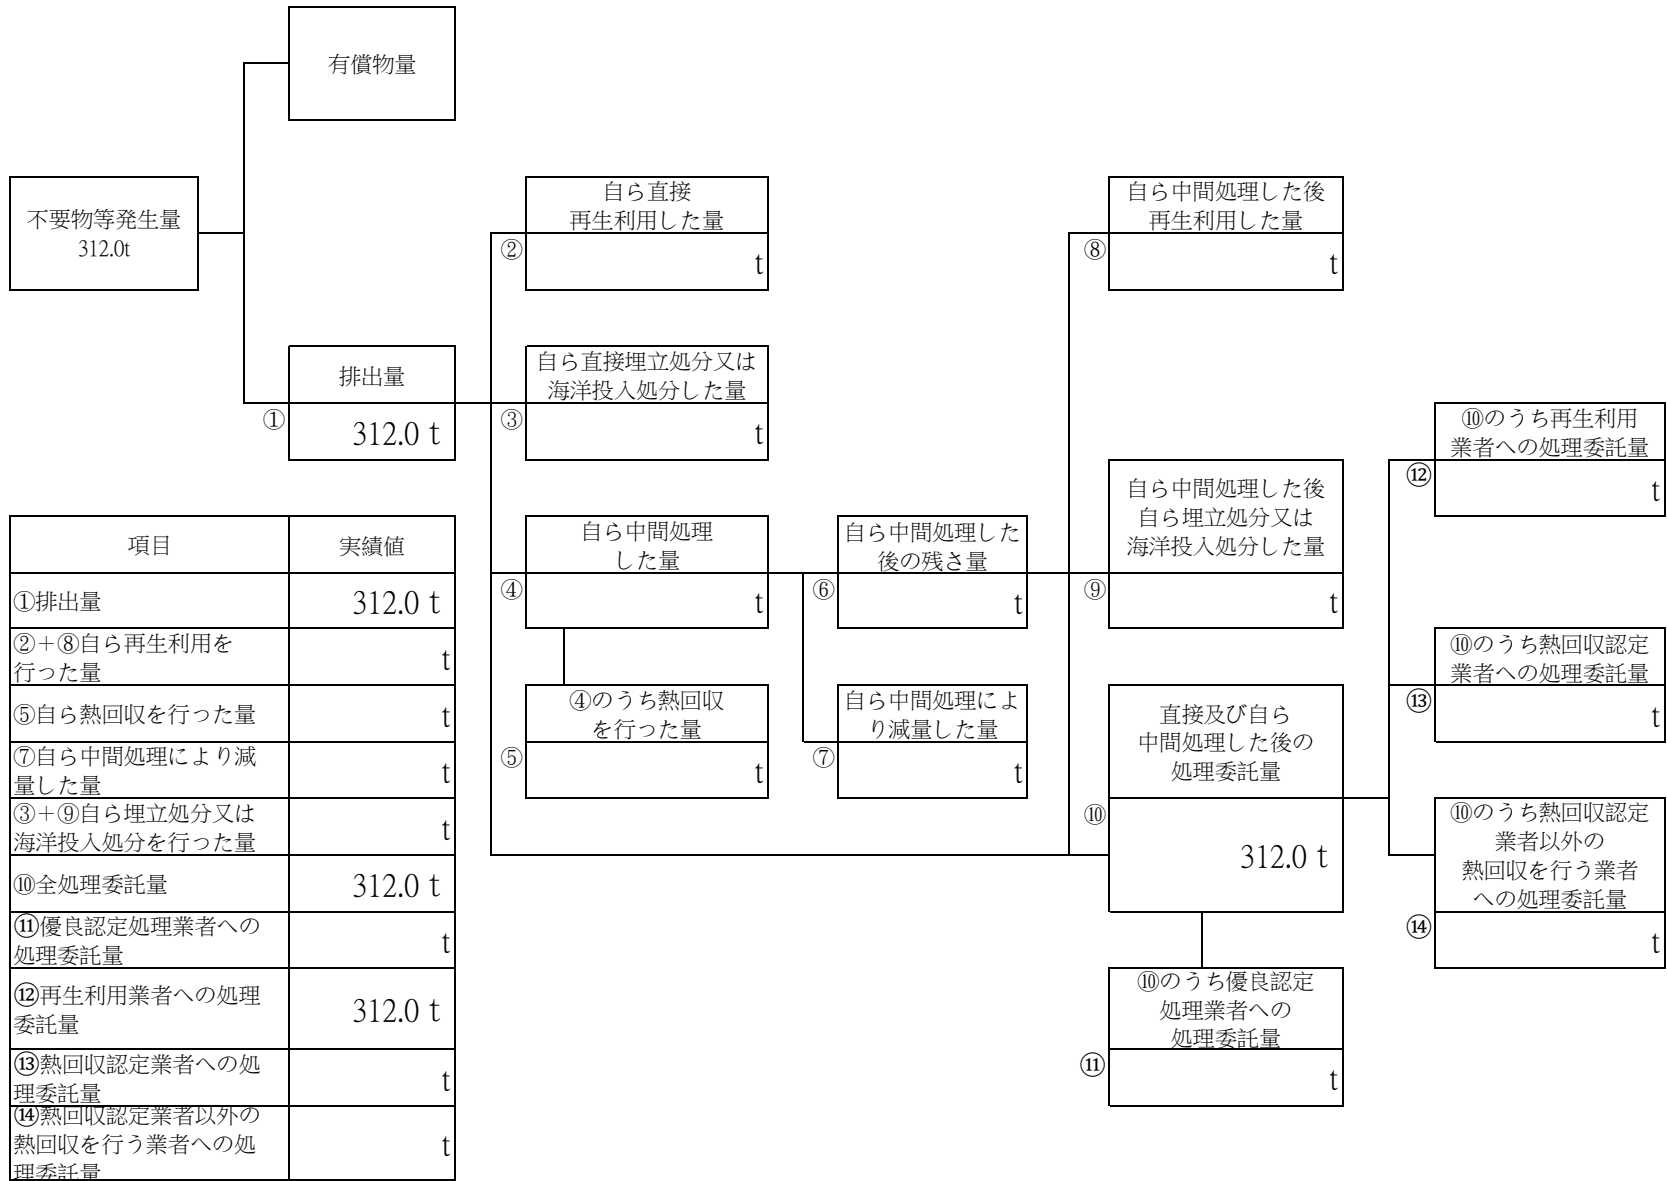 有償物量
不要物等発生量
312.0t
自ら直接
再生利用した量
②
t
自ら中間処理した後
再生利用した量
⑧
t
排出量
①
312.0 t
自ら直接埋立処分又は
海洋投入処分した量
③
t
⑩のうち再生利用
業者への処理委託量
⑫
t
自ら中間処理した後
自ら埋立処分又は
海洋投入処分した量
⑨
t
自ら中間処理
した量
④
t
自ら中間処理した
後の残さ量
⑥
t
⑩のうち熱回収認定
業者への処理委託量
⑬
t
④のうち熱回収
を行った量
⑤
t
自ら中間処理によ
り減量した量
⑦
t
直接及び自ら
中間処理した後の
処理委託量
⑩
312.0 t
⑩のうち熱回収認定
業者以外の
熱回収を行う業者
への処理委託量
⑭
t
⑩のうち優良認定
処理業者への
処理委託量
⑪
t
項目 実績値
①排出量 312.0 t
②＋⑧自ら再生利用を
行った量 t
⑤自ら熱回収を行った量 t
⑦自ら中間処理により減
量した量 t
③＋⑨自ら埋立処分又は
海洋投入処分を行った量 t
⑩全処理委託量 312.0 t
⑪優良認定処理業者への
処理委託量 t
⑫再生利用業者への処理
委託量 312.0 t
⑬熱回収認定業者への処
理委託量 t
⑭熱回収認定業者以外の
熱回収を行う業者への処
理委託量 t